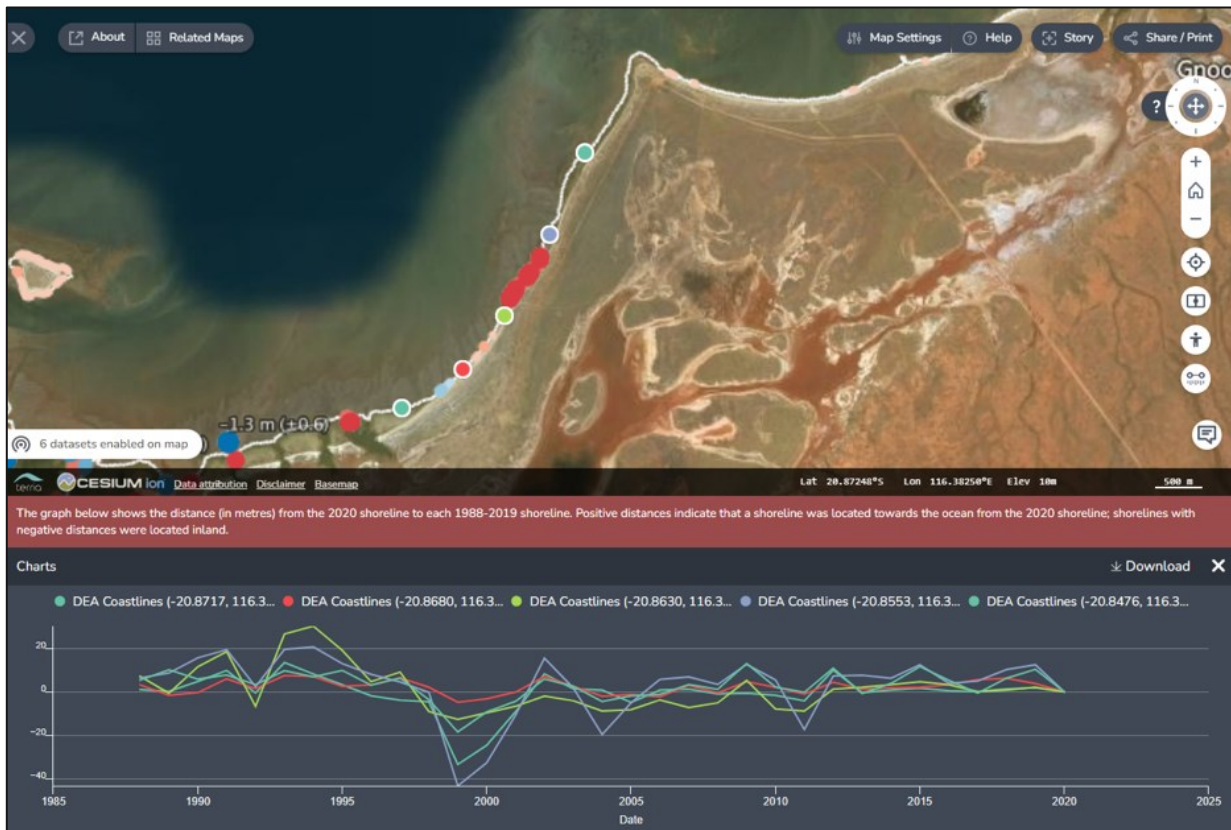 About
Related Maps
Map Settings
Help
Story
Share / Print
Gnoo
N
?
−1.3 m (±0.6)
6 datasets enabled on map
)
terria CESIUM ion Data attribution Disclaimer Basemap
Lat 20.87248°S Lon 116.38250°E Elev 10m
500 m
The graph below shows the distance (in metres) from the 2020 shoreline to each 1988-2019 shoreline. Positive distances indicate that a shoreline was located towards the ocean from the 2020 shoreline; shorelines with
negative distances were located inland.
Charts
Download
DEA Coastlines (-20.8717, 116.3... DEA Coastlines (-20.8680, 116.3... DEA Coastlines (-20.8630, 116.3... DEA Coastlines (-20.8553, 116.3... DEA Coastlines (-20.8476, 116.3...
20
0
−20
−40
1985 1990 1995 2000 2005 2010 2015 2020 2025
Date